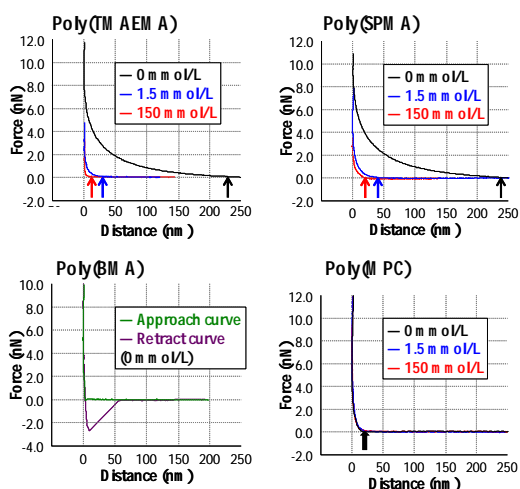 Poly(TMAEMA)
12.0
10.0
8.0
6.0
4.0
2.0
0.0
Force (nN)
0 mmol/L
1.5 mmol/L
150 mmol/L
0 50 100 150 200 250
Distance (nm)
Poly(SPMA)
12.0
10.0
8.0
6.0
4.0
2.0
0.0
-2.0
Force (nN)
0 mmol/L
1.5 mmol/L
150 mmol/L
0 50 100 150 200 250
Distance (nm)
Poly(BMA)
10.0
8.0
6.0
4.0
2.0
0.0
-2.0
-4.0
Force (nN)
Approach curve
Retract curve
(0 mmol/L)
0 50 100 150 200 250
Distance (nm)
Poly(MPC)
12.0
10.0
8.0
6.0
4.0
2.0
0.0
-2.0
Force (nN)
0 mmol/L
1.5 mmol/L
150 mmol/L
0 50 100 150 200 250
Distance (nm)